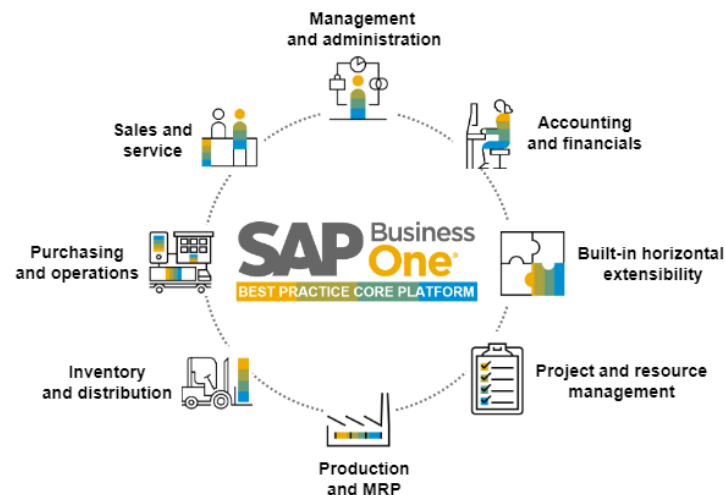 Management
and administration
Sales and
service
Accounting
and financials
Purchasing
and operations
SAP Business
One®
BEST PRACTICE CORE PLATFORM
Built-in horizontal
extensibility
Inventory
and distribution
Project and resource
management
Production
and MRP